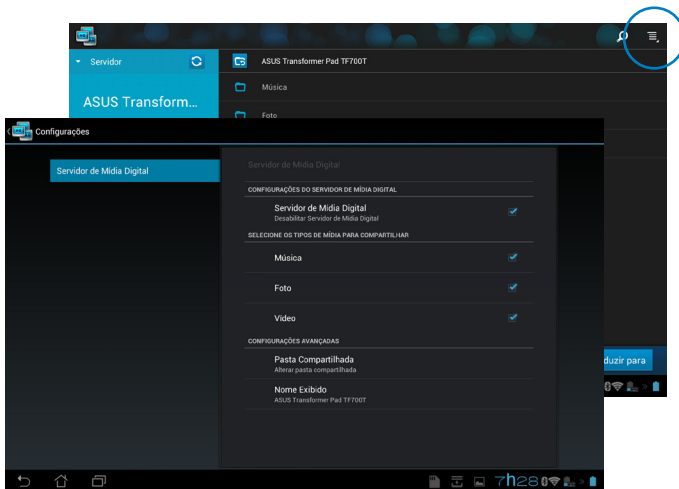 Servidor
ASUS Transformer Pad TF700T
Música
ASUS Transform...
Foto
Configurações
Servidor de Mídia Digital
Servidor de Mídia Digital
CONFIGURAÇÕES DO SERVIDOR DE MÍDIA DIGITAL
Servidor de Mídia Digital
Desabilitar Servidor de Mídia Digital
SELECIONE OS TIPOS DE MÍDIA PARA COMPARTILHAR
Música
Foto
Vídeo
CONFIGURAÇÕES AVANÇADAS
Pasta Compartilhada
Alterar pasta compartilhada
duzir para
Nome Exibido
ASUS Transformer Pad TF700T
7h28